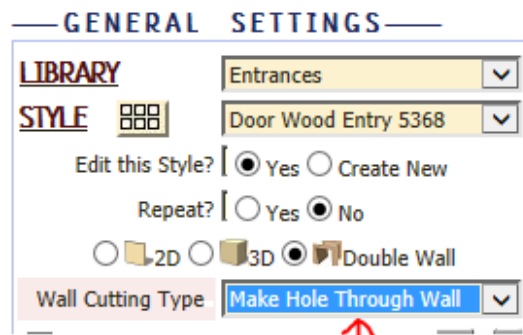 GENERAL SETTINGS
LIBRARY Entrances
STYLE Door Wood Entry 5368
Edit this Style? Yes Create New
Repeat? Yes No
2D 3D Double Wall
Wall Cutting Type Make Hole Through Wall